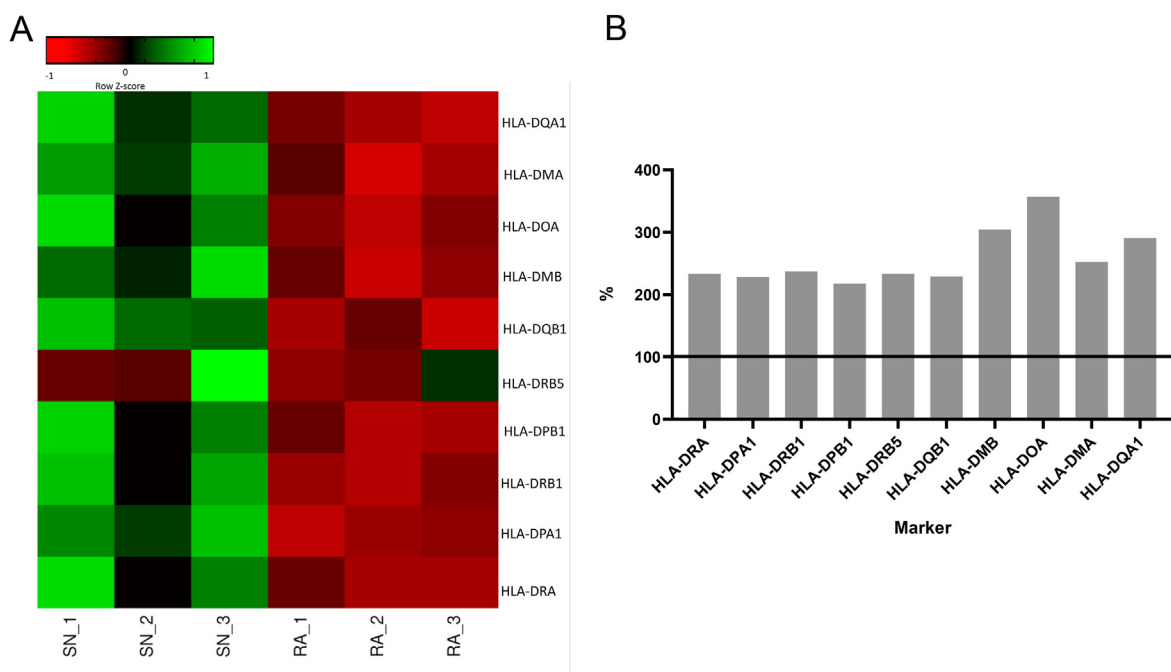 A
-1 0 1
Row Z-score
HLA-DQA1
HLA-DMA
HLA-DOA
HLA-DMB
HLA-DQB1
HLA-DRB5
HLA-DPB1
HLA-DRB1
HLA-DPA1
HLA-DRA
SN_1 SN_2 SN_3 RA_1 RA_2 RA_3
B
400
300
200
100
0
%
HLA-DRA HLA-DPA1 HLA-DRB1 HLA-DPB1 HLA-DRB5 HLA-DQB1 HLA-DMB HLA-DOA HLA-DMA HLA-DQA1
Marker